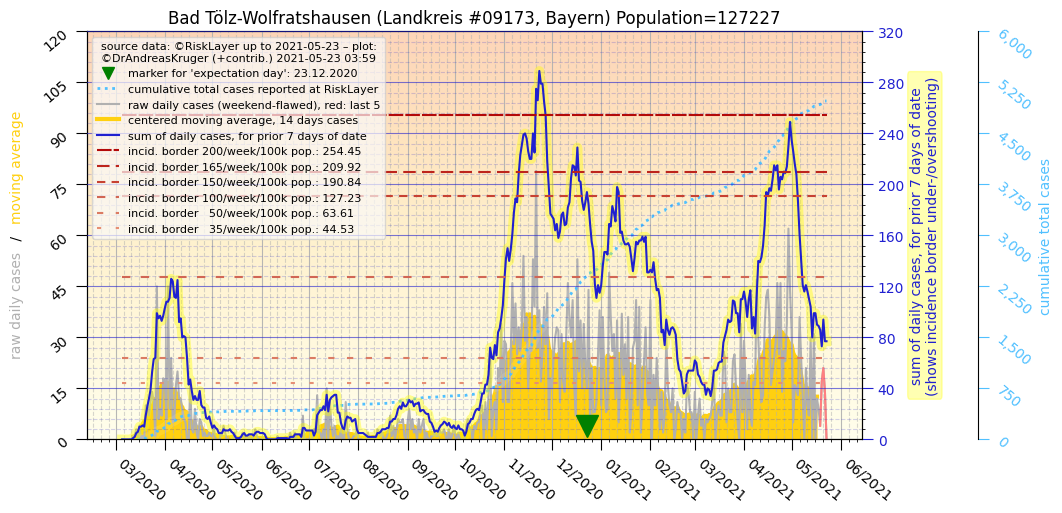 Bad Tölz-Wolfratshausen (Landkreis #09173, Bayern) Population=127227
source data: ©RiskLayer up to 2021-05-23 – plot:
©DrAndreasKruger (+contrib.) 2021-05-23 03:59
marker for 'expectation day': 23.12.2020
cumulative total cases reported at RiskLayer
raw daily cases (weekend-flawed), red: last 5
centered moving average, 14 days cases
sum of daily cases, for prior 7 days of date
incid. border 200/week/100k pop.: 254.45
incid. border 165/week/100k pop.: 209.92
incid. border 150/week/100k pop.: 190.84
incid. border 100/week/100k pop.: 127.23
incid. border 50/week/100k pop.: 63.61
incid. border 35/week/100k pop.: 44.53
raw daily cases / moving average
120
105
90
75
60
45
30
15
0
03/2020
04/2020
05/2020
06/2020
07/2020
08/2020
09/2020
10/2020
11/2020
12/2020
01/2021
02/2021
03/2021
04/2021
05/2021
06/2021
320
280
240
200
160
120
80
40
0
sum of daily cases, for prior 7 days of date
(shows incidence border under-/overshooting)
6,000
5,250
4,500
3,750
3,000
2,250
1,500
750
0
cumulative total cases